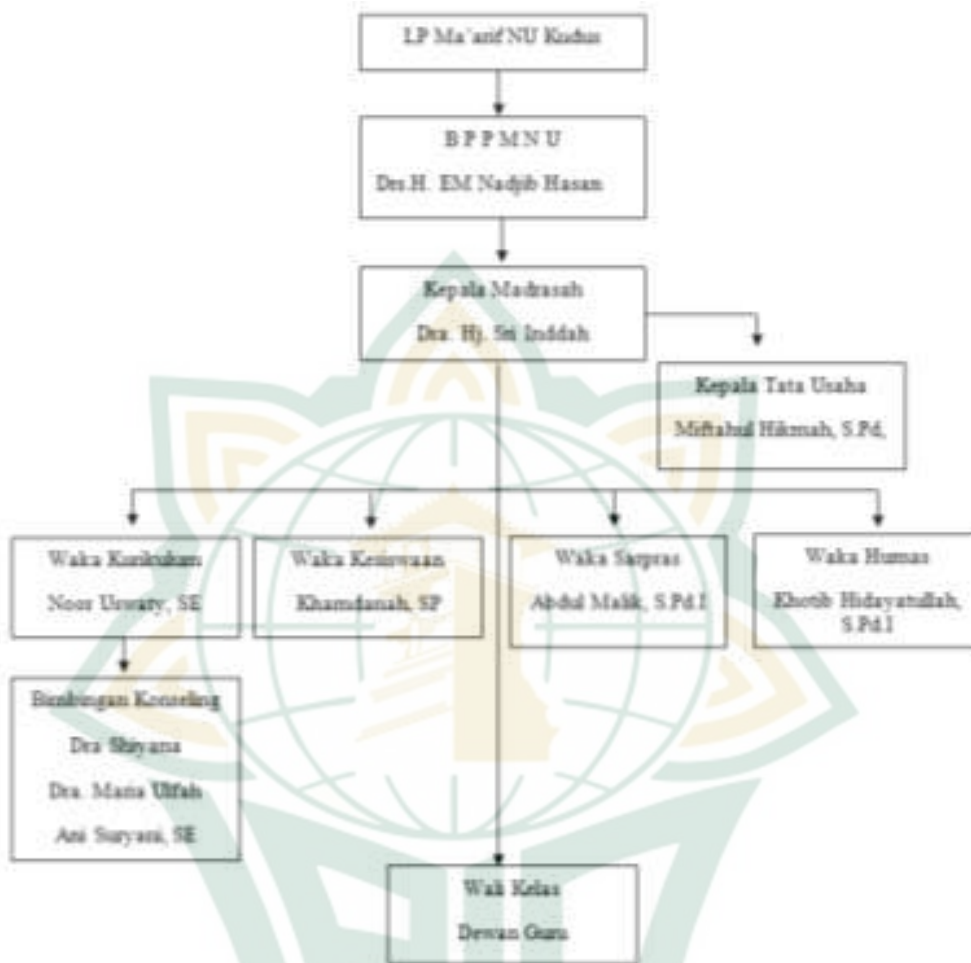 LP Ma'arif NU Kudus
B P P M N U
Drs.H. EM Nadjib Hasan
Kepala Madrasah
Dra. Hj. Sri Inddah
Kepala Tata Usaha
Miftahul Hikmah, S.Pd,
Waka Kurikulum
Noor Uswaty, SE
Waka Kesiswaan
Khamdanah, SP
Waka Sarpras
Abdul Malik, S.Pd.I
Waka Humas
Khotib Hidayatullah,
S.Pd.I
Bimbingan Konseling
Dra Shiyana
Dra. Maria Ulfah
Ani Suryani, SE
Wali Kelas
Dewan Guru